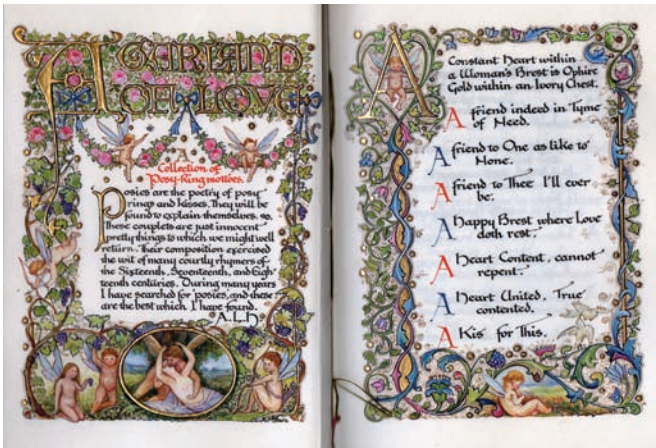 A GARLAND
OF LOVE
A
Collection of
Posy-Ring mottoes.
Posies are the poetry of posy
rings and kisses. They will be
found to explain themselves, so,
These couplets are just innocent
pretty things to which we might well
return. Their composition exercised
the wit of many courtly rhymers of
the Sixteenth, Seventeenth, and Eigh
teenth centuries. During many years
I have searched for posies, and these
are the best which I have found.
A.L.H.
A Constant Heart within
a Woman's Brest is Ophire
Gold within an Ivory Chest.
A friend indeed in Tyme
of Need.
A friend to One as like to
None.
A friend to Thee I'll ever
be.
A Happy Brest where Love
doth rest.
A Heart Content, cannot
repent.
A Heart United, True
contented.
A Kis for This.